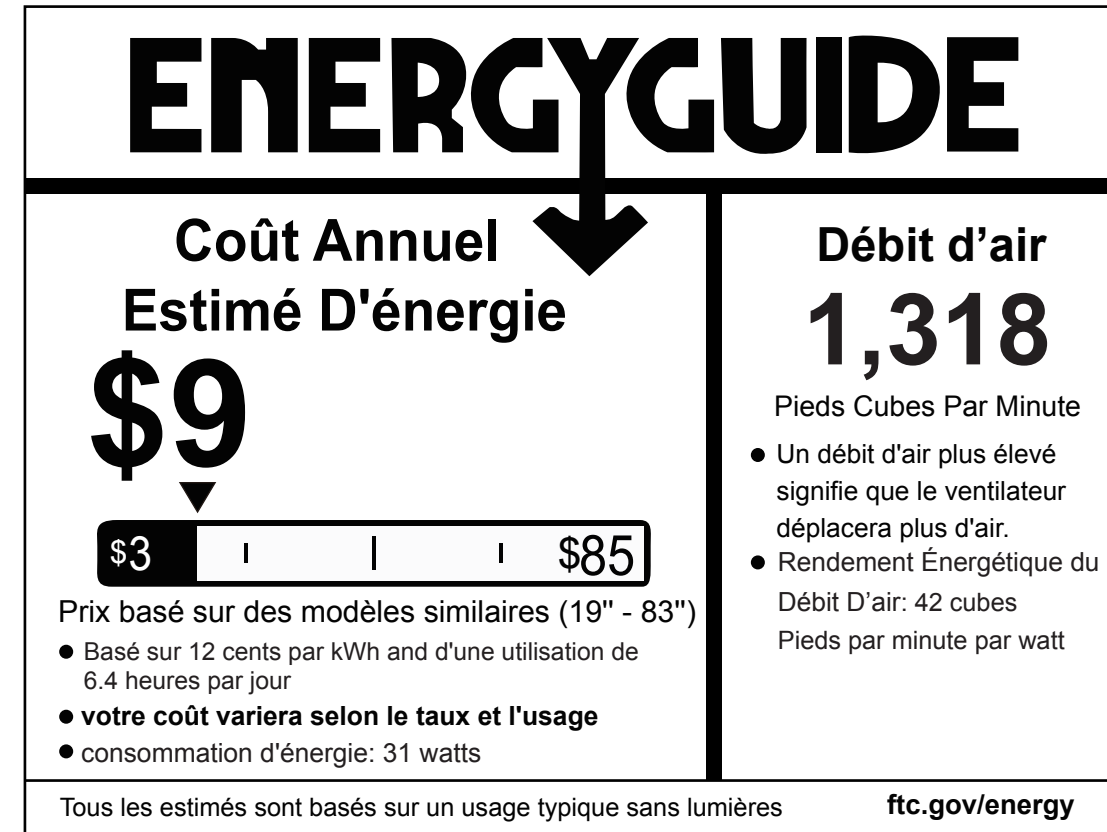 ENERGYGUIDE
Coût Annuel
Estimé D'énergie
$9
$3
$85
Prix basé sur des modèles similaires (19" - 83")
● Basé sur 12 cents par kWh and d'une utilisation de
6.4 heures par jour
● votre coût variera selon le taux et l'usage
● consommation d'énergie: 31 watts
Débit d’air
1,318
Pieds Cubes Par Minute
● Un débit d'air plus élevé
signifie que le ventilateur
déplacera plus d'air.
● Rendement Énergétique du
Débit D’air: 42 cubes
Pieds par minute par watt
Tous les estimés sont basés sur un usage typique sans lumières
ftc.gov/energy